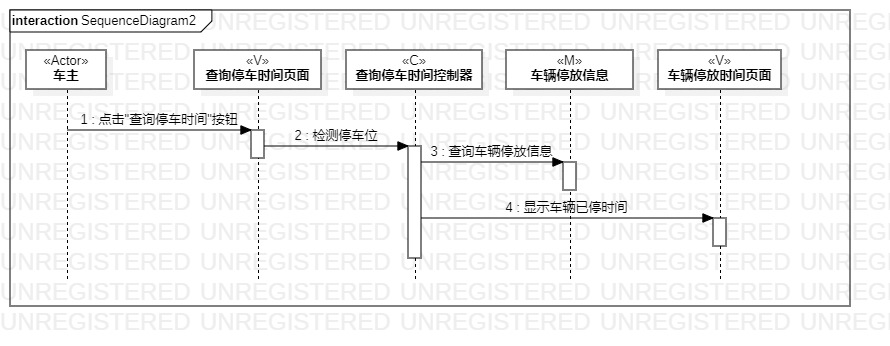 interaction SequenceDiagram2
«Actor»
车主
«V»
查询停车时间页面
«C»
查询停车时间控制器
«M»
车辆停放信息
«V»
车辆停放时间页面
1 : 点击"查询停车时间"按钮
2 : 检测停车位
3 : 查询车辆停放信息
4 : 显示车辆已停时间
UNREGISTERED UNREGISTERED UNREGISTERED UNREGISTERED UNREGISTERED